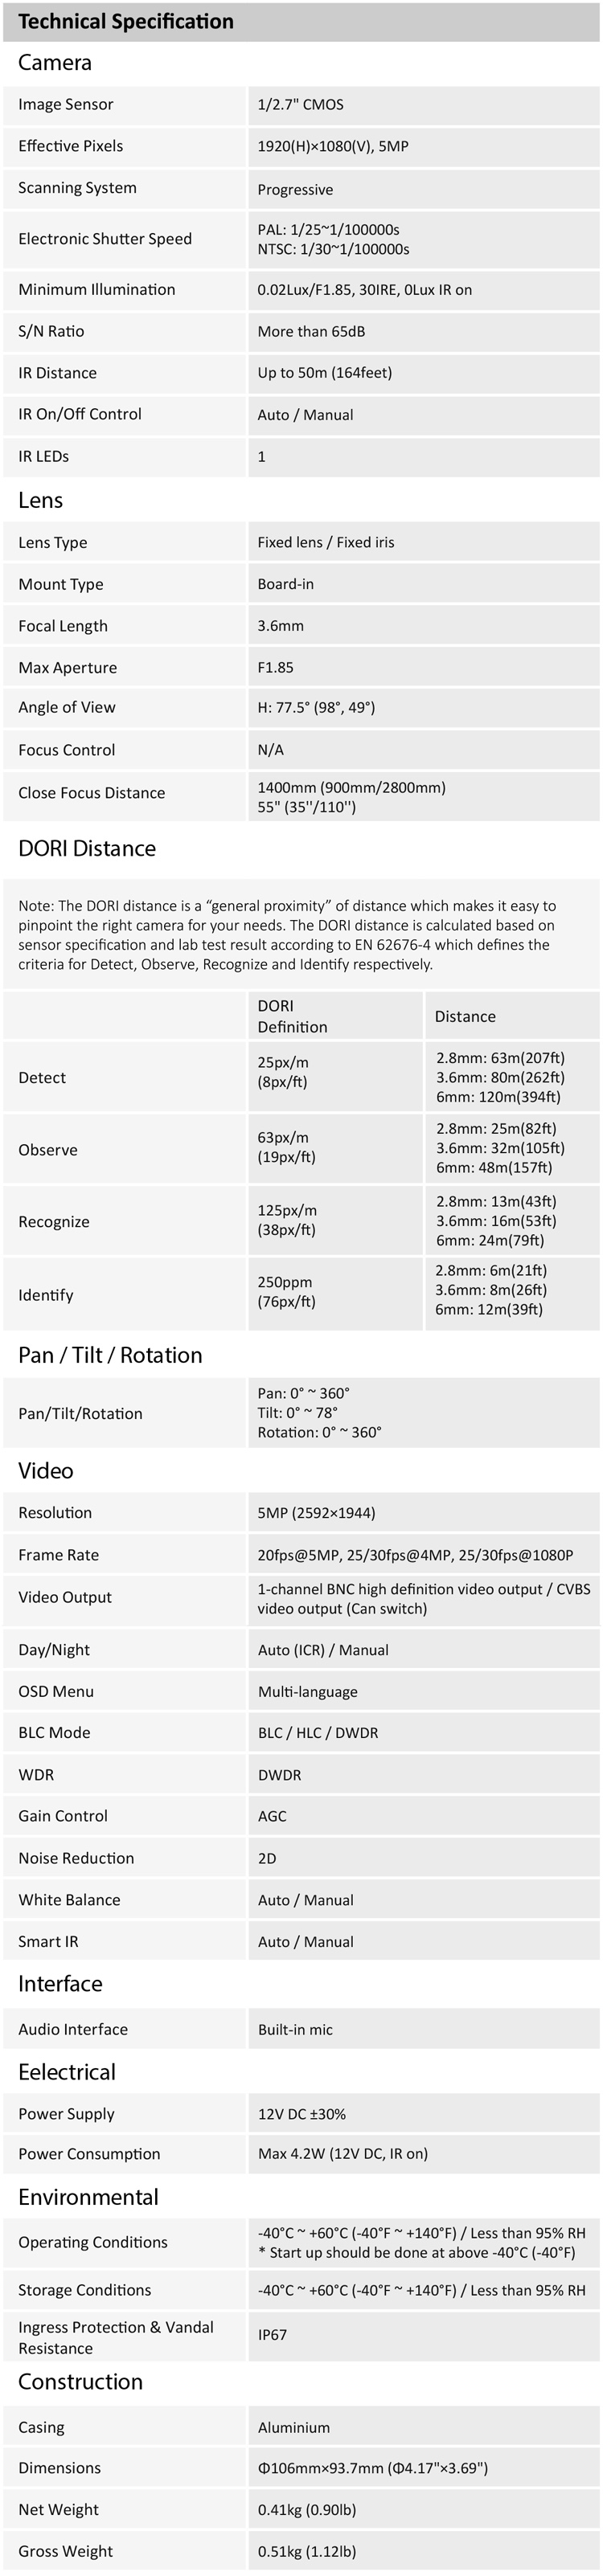 Technical Specification
Camera
Image Sensor
1/2.7" CMOS
Effective Pixels
1920(H)×1080(V), 5MP
Scanning System
Progressive
Electronic Shutter Speed
PAL: 1/25~1/100000s
NTSC: 1/30~1/100000s
Minimum Illumination
0.02Lux/F1.85, 30IRE, 0Lux IR on
S/N Ratio
More than 65dB
IR Distance
Up to 50m (164feet)
IR On/Off Control
Auto / Manual
IR LEDs
1
Lens
Lens Type
Fixed lens / Fixed iris
Mount Type
Board-in
Focal Length
3.6mm
Max Aperture
F1.85
Angle of View
H: 77.5° (98°, 49°)
Focus Control
N/A
Close Focus Distance
1400mm (900mm/2800mm)
55" (35''/110'')
DORI Distance
Note: The DORI distance is a “general proximity” of distance which makes it easy to
pinpoint the right camera for your needs. The DORI distance is calculated based on
sensor specification and lab test result according to EN 62676-4 which defines the
criteria for Detect, Observe, Recognize and Identify respectively.
DORI
Definition
Distance
Detect
25px/m
(8px/ft)
2.8mm: 63m(207ft)
3.6mm: 80m(262ft)
6mm: 120m(394ft)
Observe
63px/m
(19px/ft)
2.8mm: 25m(82ft)
3.6mm: 32m(105ft)
6mm: 48m(157ft)
Recognize
125px/m
(38px/ft)
2.8mm: 13m(43ft)
3.6mm: 16m(53ft)
6mm: 24m(79ft)
Identify
250ppm
(76px/ft)
2.8mm: 6m(21ft)
3.6mm: 8m(26ft)
6mm: 12m(39ft)
Pan / Tilt / Rotation
Pan/Tilt/Rotation
Pan: 0° ~ 360°
Tilt: 0° ~ 78°
Rotation: 0° ~ 360°
Video
Resolution
5MP (2592×1944)
Frame Rate
20fps@5MP, 25/30fps@4MP, 25/30fps@1080P
Video Output
1-channel BNC high definition video output / CVBS
video output (Can switch)
Day/Night
Auto (ICR) / Manual
OSD Menu
Multi-language
BLC Mode
BLC / HLC / DWDR
WDR
DWDR
Gain Control
AGC
Noise Reduction
2D
White Balance
Auto / Manual
Smart IR
Auto / Manual
Interface
Audio Interface
Built-in mic
Eelectrical
Power Supply
12V DC ±30%
Power Consumption
Max 4.2W (12V DC, IR on)
Environmental
Operating Conditions
-40°C ~ +60°C (-40°F ~ +140°F) / Less than 95% RH
* Start up should be done at above -40°C (-40°F)
Storage Conditions
-40°C ~ +60°C (-40°F ~ +140°F) / Less than 95% RH
Ingress Protection & Vandal
Resistance
IP67
Construction
Casing
Aluminium
Dimensions
Φ106mm×93.7mm (Φ4.17"×3.69")
Net Weight
0.41kg (0.90lb)
Gross Weight
0.51kg (1.12lb)